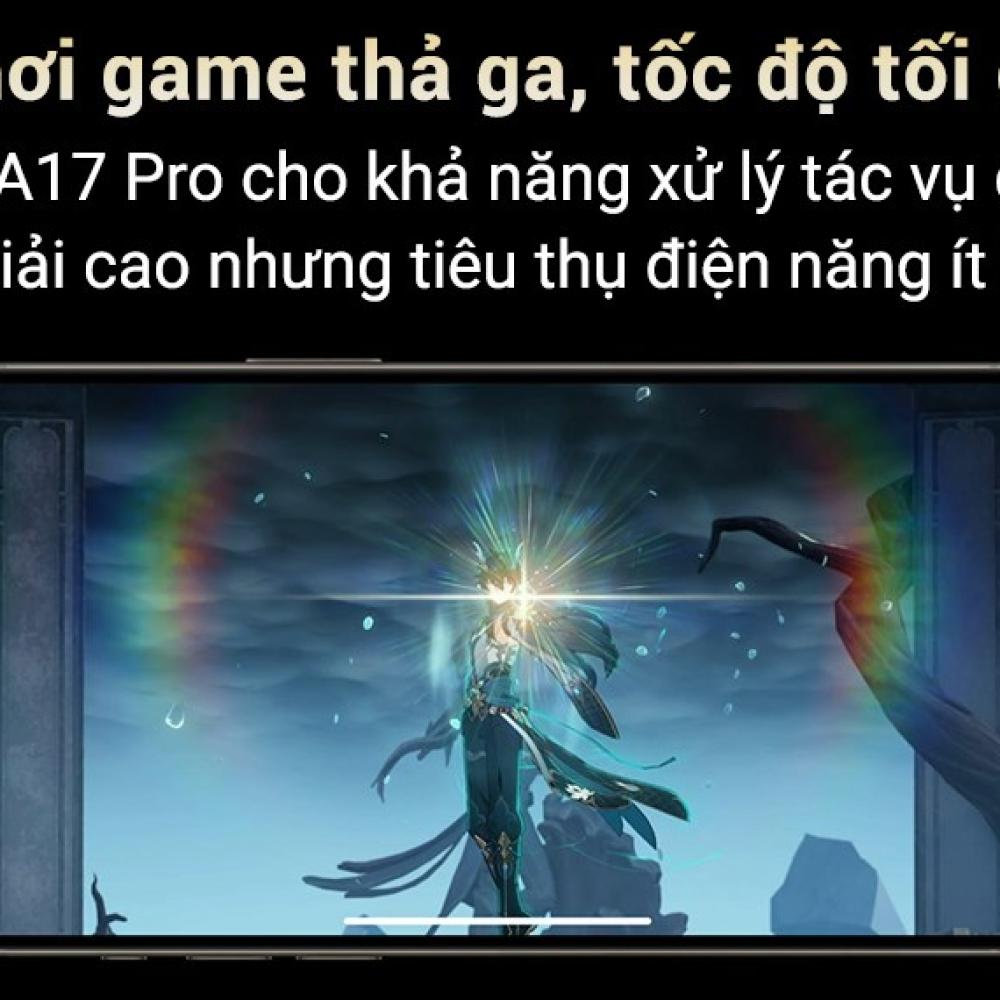 ơi game thả ga, tốc độ tối
A17 Pro cho khả năng xử lý tác vụ
iải cao nhưng tiêu thụ điện năng ít